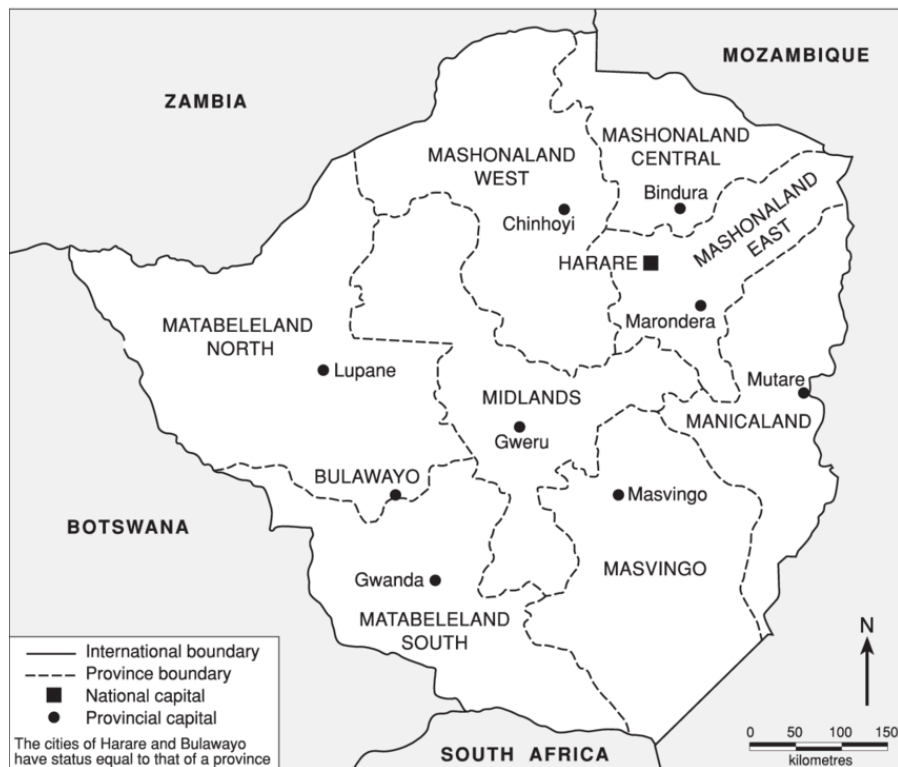 MOZAMBIQUE
ZAMBIA
MASHONALAND
CENTRAL
MASHONALAND
WEST
Bindura
Chinhoyi
MASHONALAND
EAST
HARARE
Marondera
MATABELELAND
NORTH
Lupane
Mutare
MIDLANDS
MANICALAND
Gweru
BULAWAYO
Masvingo
BOTSWANA
MASVINGO
Gwanda
MATABELELAND
SOUTH
N
International boundary
Province boundary
National capital
Provincial capital
The cities of Harare and Bulawayo
have status equal to that of a province
SOUTH AFRICA
0 50 100 150
kilometres